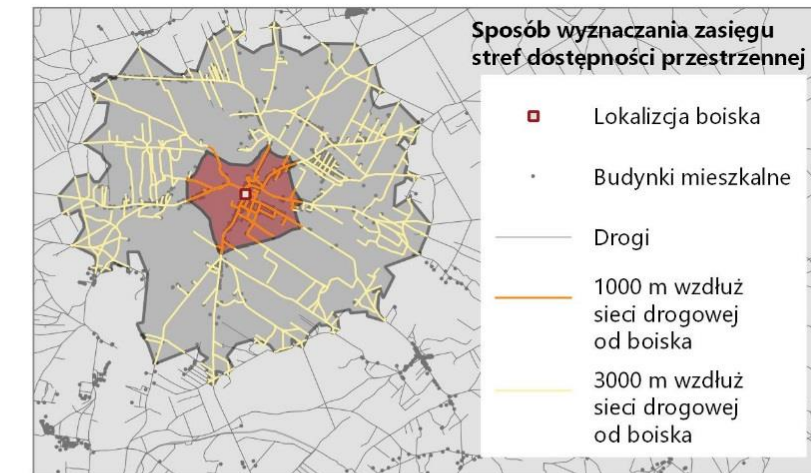 Sposób wyznaczania zasięgu
stref dostępności przestrzennej
Lokalizcja boiska
Budynki mieszkalne
Drogi
1000 m wzdłuż
sieci drogowej
od boiska
3000 m wzdłuż
sieci drogowej
od boiska